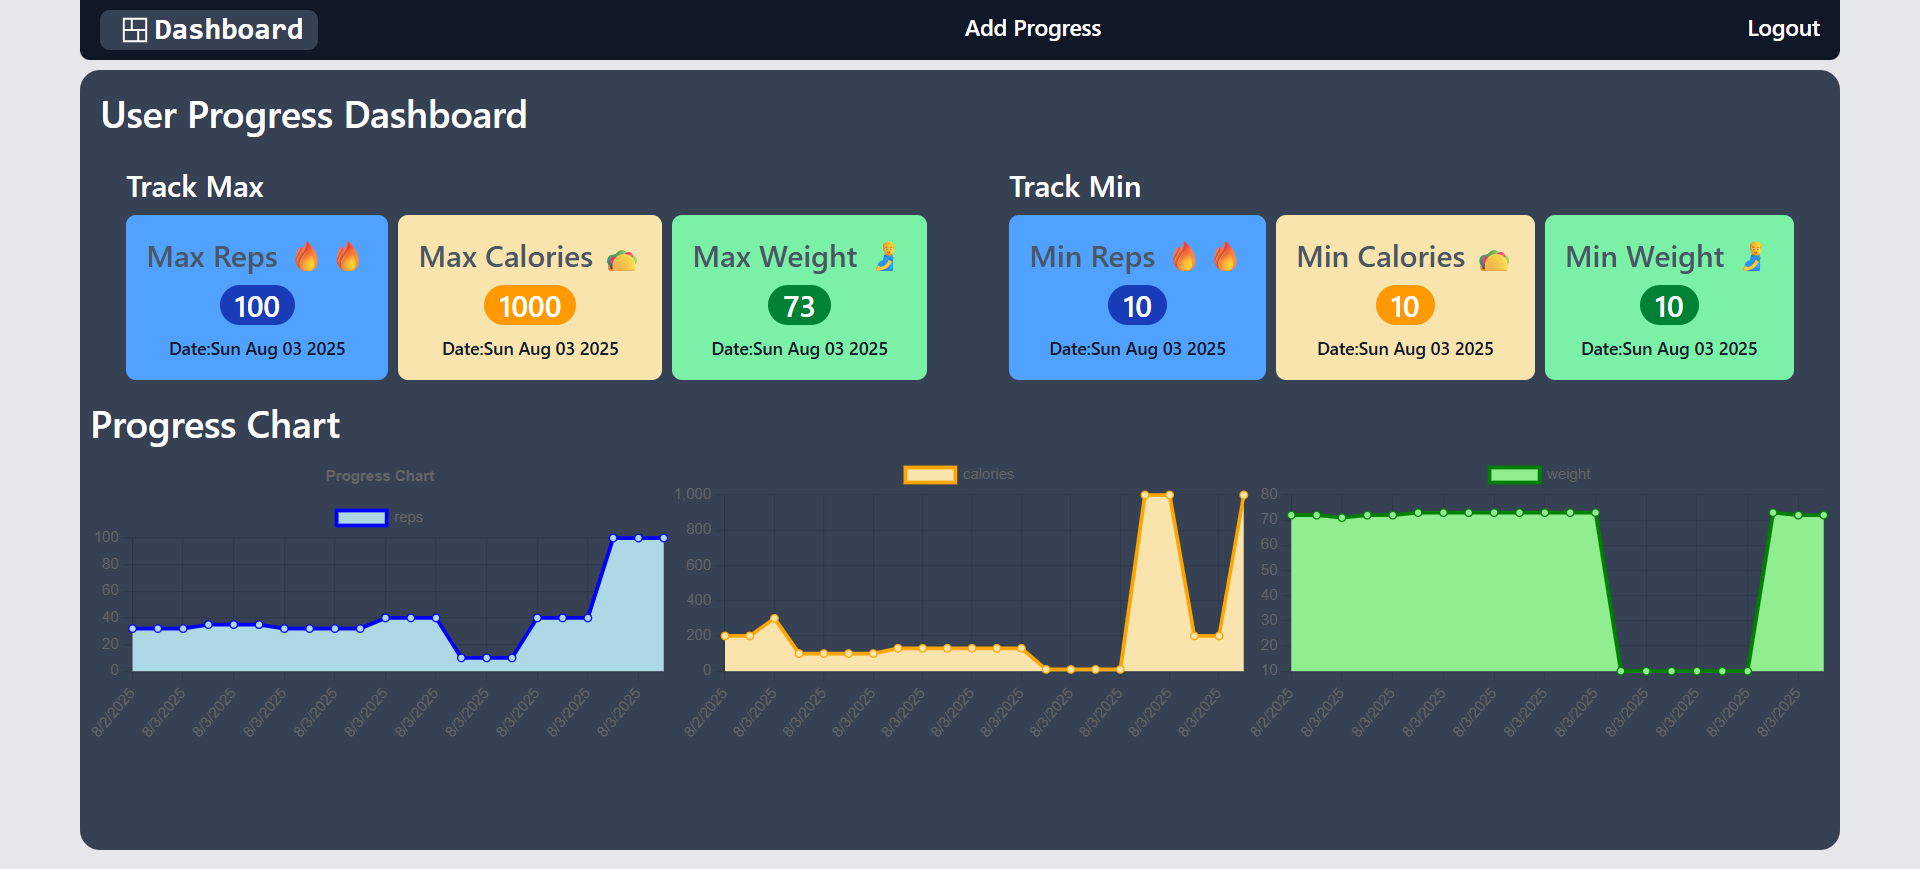 Dashboard
Add Progress
Logout
User Progress Dashboard
Track Max
Max Reps 🔥 🔥
100
Date:Sun Aug 03 2025
Max Calories 🌮
1000
Date:Sun Aug 03 2025
Max Weight 🤱
73
Date:Sun Aug 03 2025
Track Min
Min Reps 🔥 🔥
10
Date:Sun Aug 03 2025
Min Calories 🌮
10
Date:Sun Aug 03 2025
Min Weight 🤱
10
Date:Sun Aug 03 2025
Progress Chart
Progress Chart
reps
100
80
60
40
20
0
8/2/2025
8/3/2025
8/3/2025
8/3/2025
8/3/2025
8/3/2025
8/3/2025
8/3/2025
8/3/2025
8/3/2025
8/3/2025
calories
1,000
800
600
400
200
0
8/2/2025
8/3/2025
8/3/2025
8/3/2025
8/3/2025
8/3/2025
8/3/2025
8/3/2025
8/3/2025
8/3/2025
8/3/2025
weight
80
70
60
50
40
30
20
10
8/2/2025
8/3/2025
8/3/2025
8/3/2025
8/3/2025
8/3/2025
8/3/2025
8/3/2025
8/3/2025
8/3/2025
8/3/2025